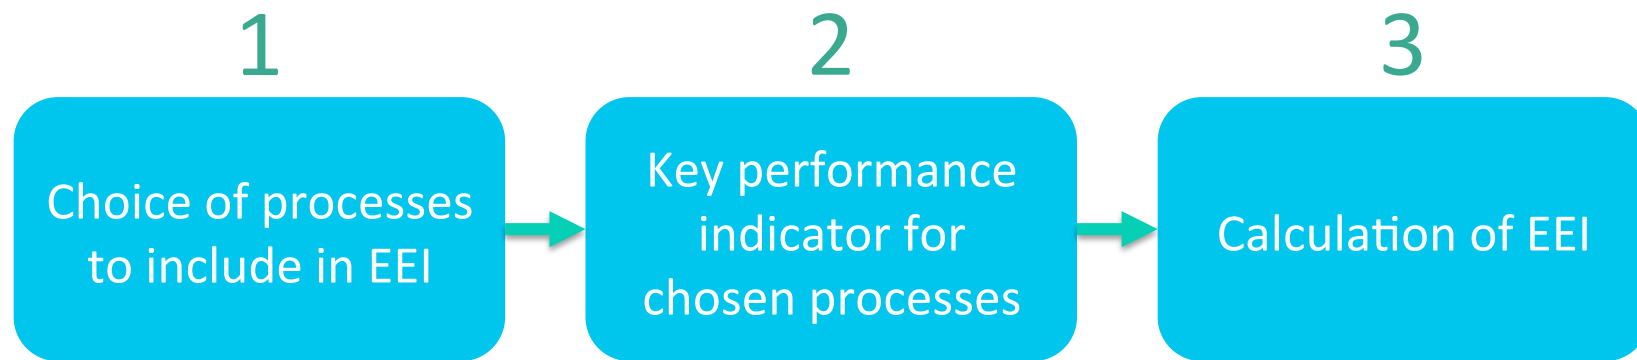 1
Choice of processes
to include in EEI
2
Key performance
indicator for
chosen processes
3
Calculation of EEI